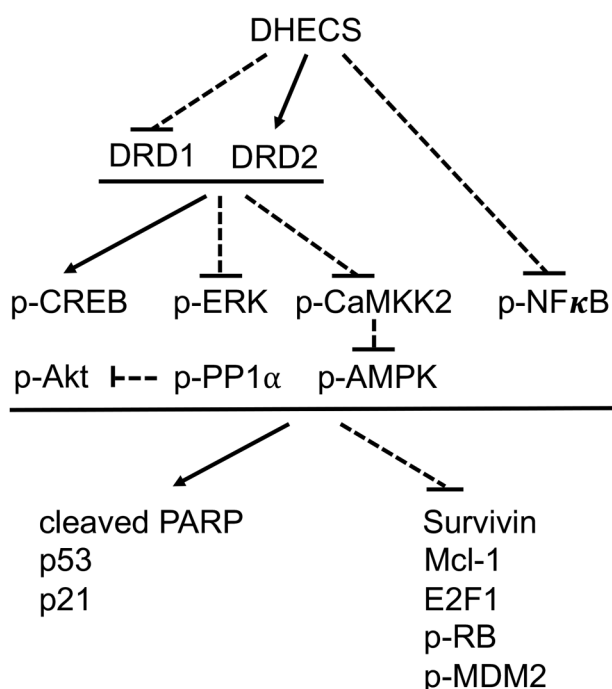 DHECS
DRD1 DRD2
p-CREB p-ERK p-CaMKK2 p-NFκB
p-Akt p-PP1α p-AMPK
cleaved PARP Survivin
p53 Mcl-1
p21 E2F1
p-RB
p-MDM2